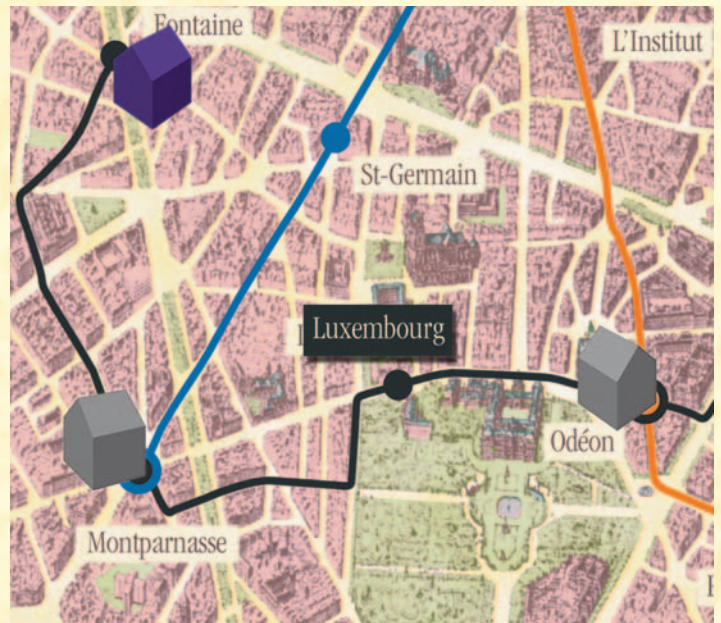 Fontaine
L'Institut
St-Germain
Luxembourg
Odéon
Montparnasse